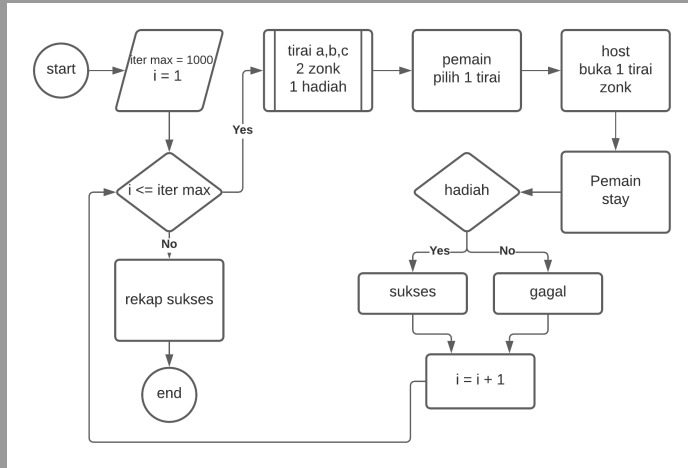 start
iter max = 1000
i = 1
tirai a,b,c
2 zonk
1 hadiah
pemain
pilih 1 tirai
host
buka 1 tirai
zonk
Yes
i <= iter max
hadiah
Pemain
stay
No
Yes
No
rekap sukses
sukses
gagal
end
i = i + 1